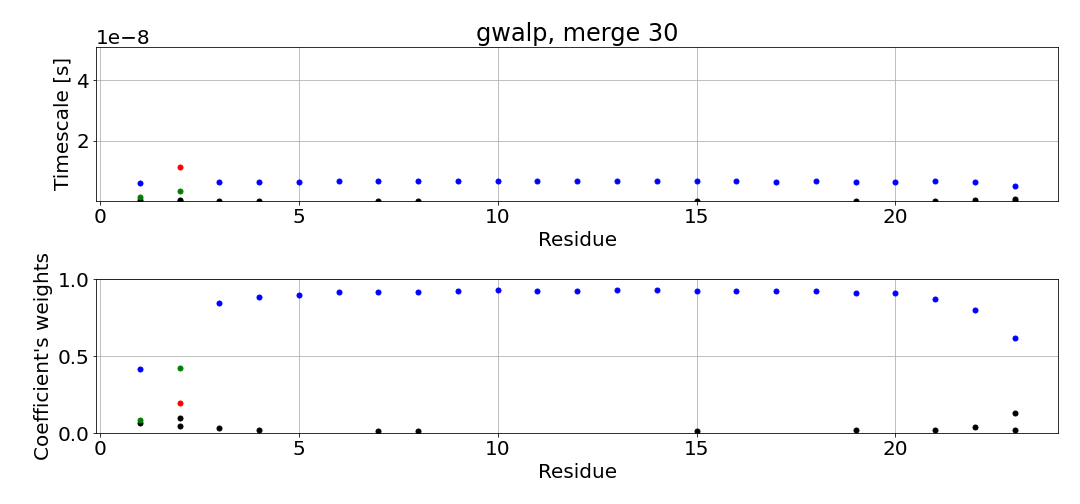 gwalp, merge 30
1e−8
Timescale [s]
4
2
0 5 10 15 20
Residue
Coefficient's weights
1.0
0.5
0.0
0 5 10 15 20
Residue